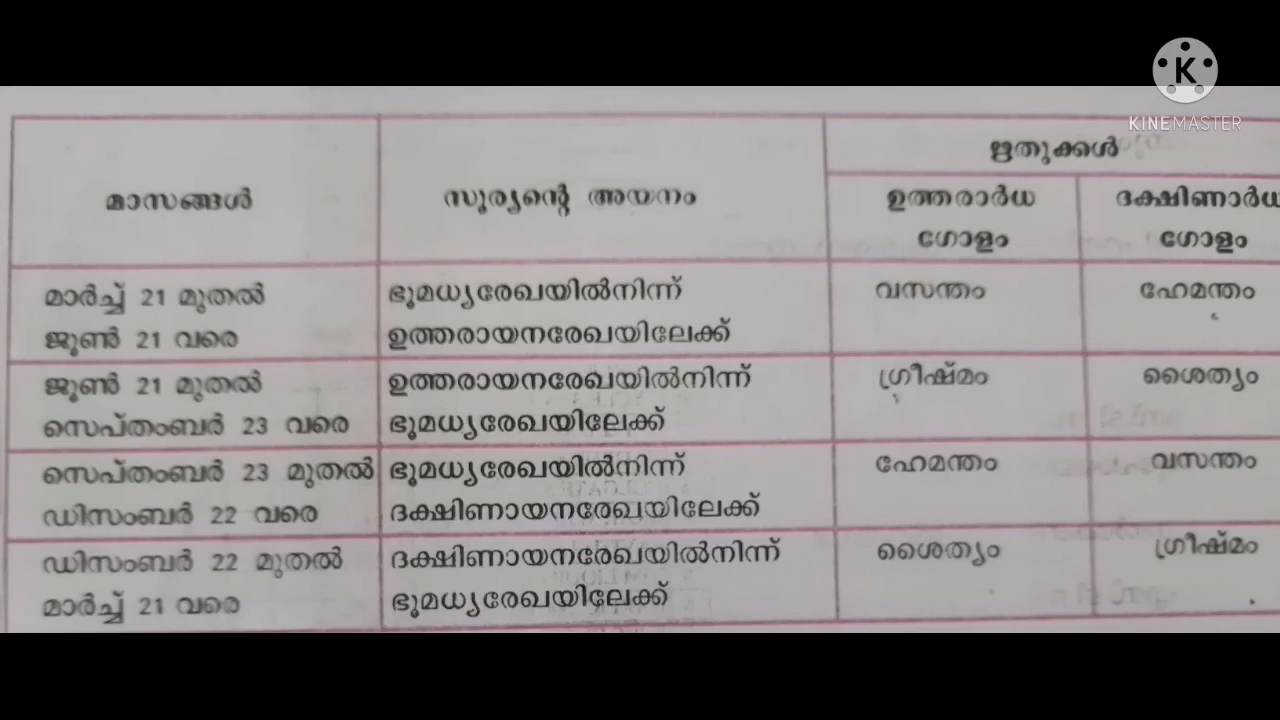 K
KINEMASTER
ഋതുക്കൾ
മാസങ്ങൾ
സൂര്യന്റെ അയനം
ഉത്തരാർധ
ഗോളം
ദക്ഷിണാർധ
ഗോളം
മാർച്ച് 21 മുതൽ
ജൂൺ 21 വരെ
ഭൂമധ്യരേഖയിൽനിന്ന്
ഉത്തരായനരേഖയിലേക്ക്
വസന്തം
ഹേമന്തം
ജൂൺ 21 മുതൽ
സെപ്തംബർ 23 വരെ
ഉത്തരായനരേഖയിൽനിന്ന്
ഭൂമധ്യരേഖയിലേക്ക്
ഗ്രീഷ്മം
ശൈത്യം
സെപ്തംബർ 23 മുതൽ
ഡിസംബർ 22 വരെ
ഭൂമധ്യരേഖയിൽനിന്ന്
ദക്ഷിണായനരേഖയിലേക്ക്
ഹേമന്തം
വസന്തം
ഡിസംബർ 22 മുതൽ
മാർച്ച് 21 വരെ
ദക്ഷിണായനരേഖയിൽനിന്ന്
ഭൂമധ്യരേഖയിലേക്ക്
ശൈത്യം
ഗ്രീഷ്മം